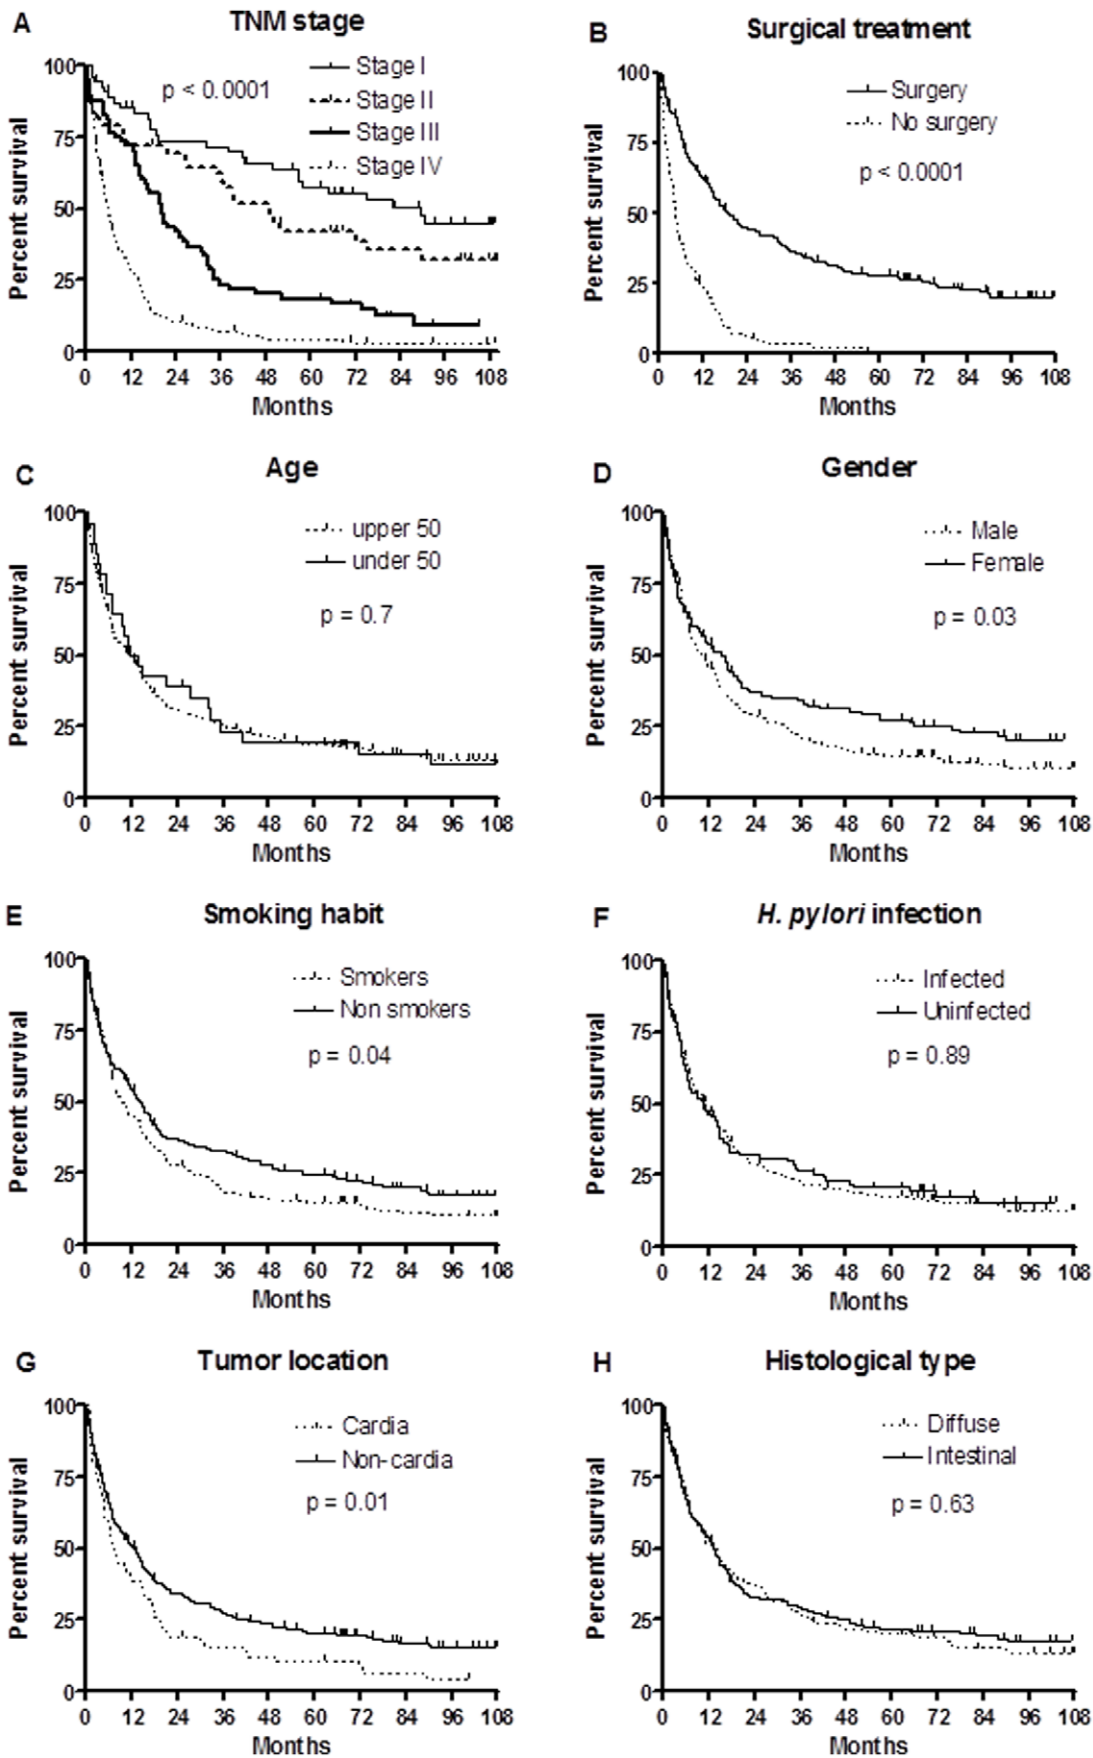 A TNM stage
100
75
50
25
0
Percent survival
p < 0.0001
Stage I
Stage II
Stage III
Stage IV
0 12 24 36 48 60 72 84 96 108
Months
B Surgical treatment
100
75
50
25
0
Percent survival
Surgery
No surgery
p < 0.0001
0 12 24 36 48 60 72 84 96 108
Months
C Age
100
75
50
25
0
Percent survival
upper 50
under 50
p = 0.7
0 12 24 36 48 60 72 84 96 108
Months
D Gender
100
75
50
25
0
Percent survival
Male
Female
p = 0.03
0 12 24 36 48 60 72 84 96 108
Months
E Smoking habit
100
75
50
25
0
Percent survival
Smokers
Non smokers
p = 0.04
0 12 24 36 48 60 72 84 96 108
Months
F H. pylori infection
100
75
50
25
0
Percent survival
Infected
Uninfected
p = 0.89
0 12 24 36 48 60 72 84 96 108
Months
G Tumor location
100
75
50
25
0
Percent survival
Cardia
Non-cardia
p = 0.01
0 12 24 36 48 60 72 84 96 108
Months
H Histological type
100
75
50
25
0
Percent survival
Diffuse
Intestinal
p = 0.63
0 12 24 36 48 60 72 84 96 108
Months